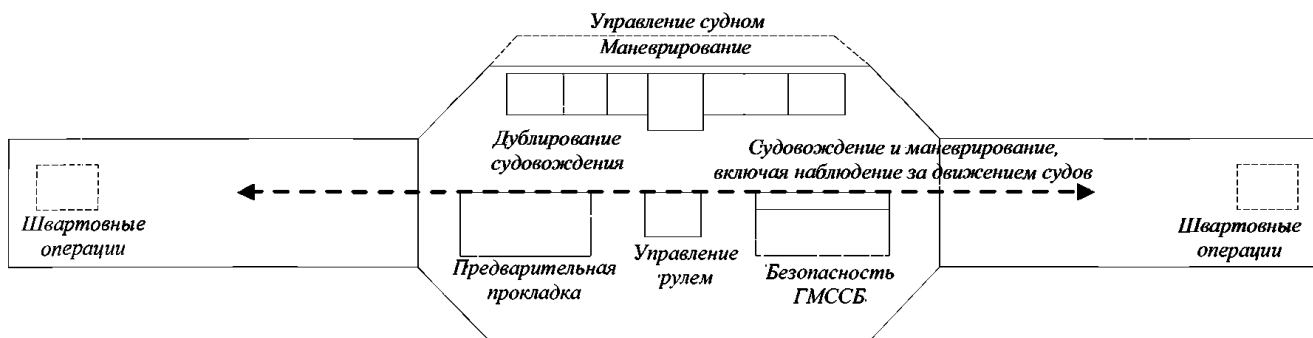 Управление судном
Маневрирование
Дублирование
судовождения
Судовождение и маневрирование,
включая наблюдение за движением судов
Швартовные
операции
Предварительная
прокладка
Управление
рулем
Безопасность
ГМССБ
Швартовные
операции